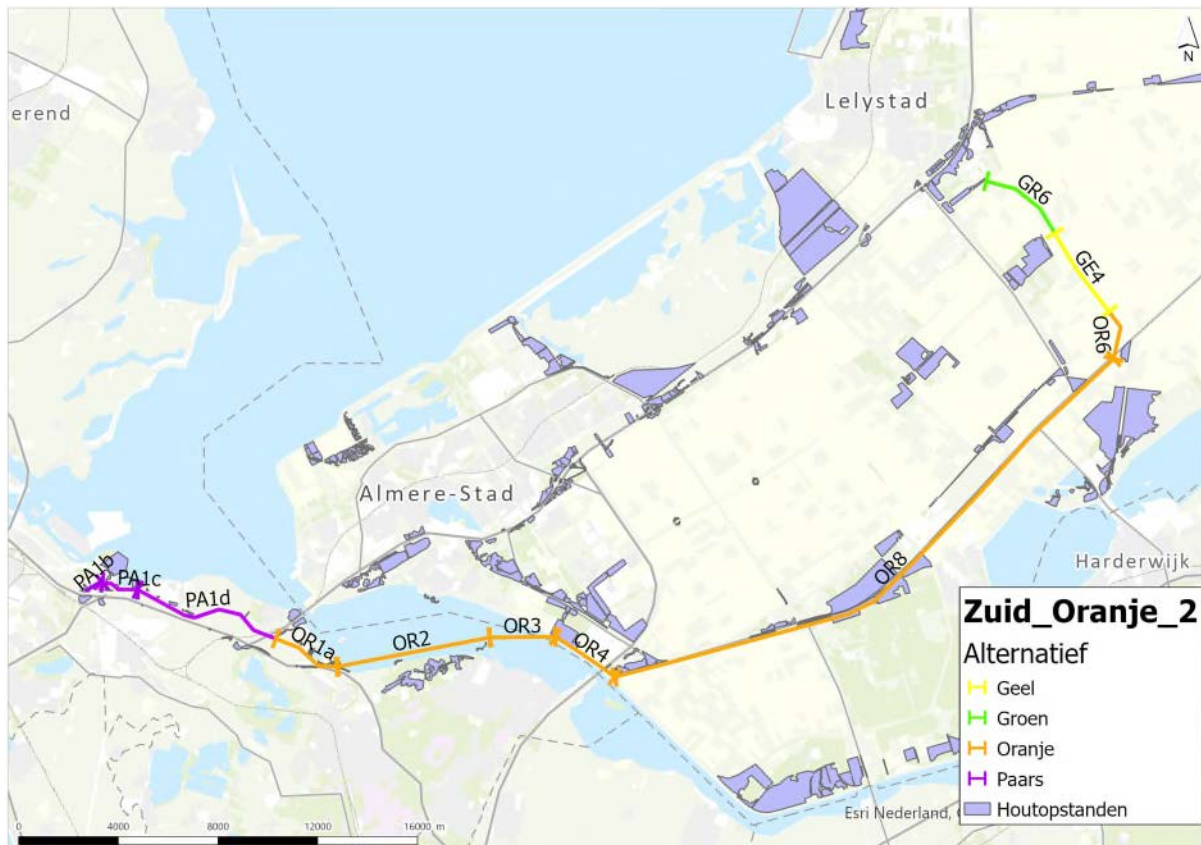 Lelystad
erend
N
GR6
GE4
OR6
Almere-Stad
PA1b
PA1c
PA1d
OR1a
OR2
OR3
OR4
OR8
Harderwijk
Zuid_Oranje_2
Alternatief
Geel
Groen
Oranje
Paars
Houtopstanden
Esri Nederland,
0 4000 8000 12000 16000 m